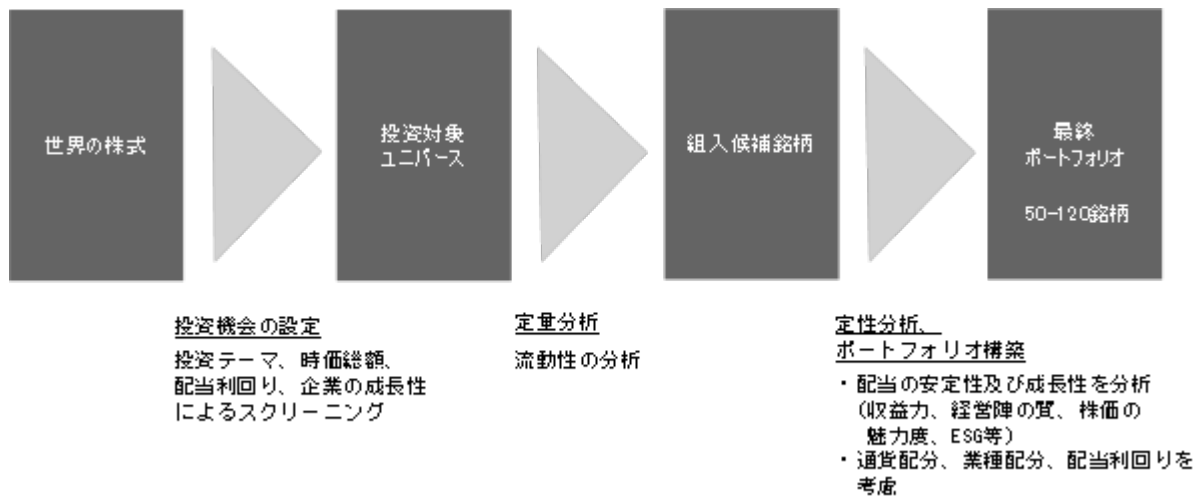 世界の株式
投資対象
ユニバース
組入候補銘柄
最終
ポートフォリオ
50-120銘柄
投資機会の設定
投資テーマ、時価総額、
配当利回り、企業の成長性
によるスクリーニング
定量分析
流動性の分析
定性分析、
ポートフォリオ構築
・配当の安定性及び成長性を分析
（収益力、経営陣の質、株価の
魅力度、ESG等）
・通貨配分、業種配分、配当利回りを
考慮